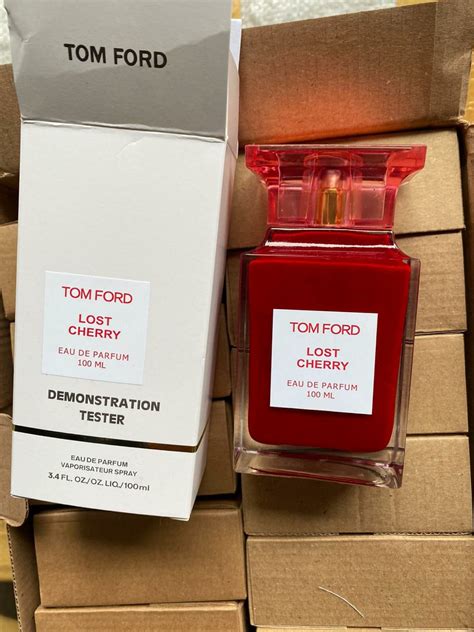 TOM FORD
TOM FORD
LOST
CHERRY
EAU DE PARFUM
100 ML
DEMONSTRATION
TESTER
EAU DE PARFUM
VAPORISATEUR SPRAY
3.4 FL. OZ./OZ. LIQ./100ml
TOM FORD
LOST
CHERRY
EAU DE PARFUM
100 ML